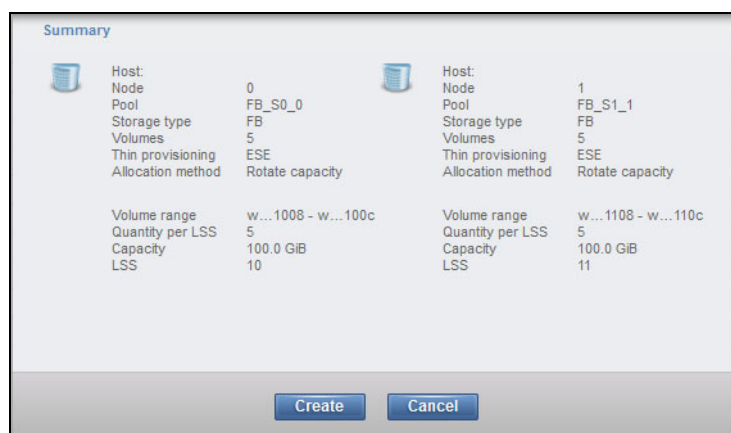 Summary
Host:
Node 0
Pool FB_S0_0
Storage type FB
Volumes 5
Thin provisioning ESE
Allocation method Rotate capacity
Volume range w...1008 - w...100c
Quantity per LSS 5
Capacity 100.0 GiB
LSS 10
Host:
Node 1
Pool FB_S1_1
Storage type FB
Volumes 5
Thin provisioning ESE
Allocation method Rotate capacity
Volume range w...1108 - w...110c
Quantity per LSS 5
Capacity 100.0 GiB
LSS 11
Create Cancel